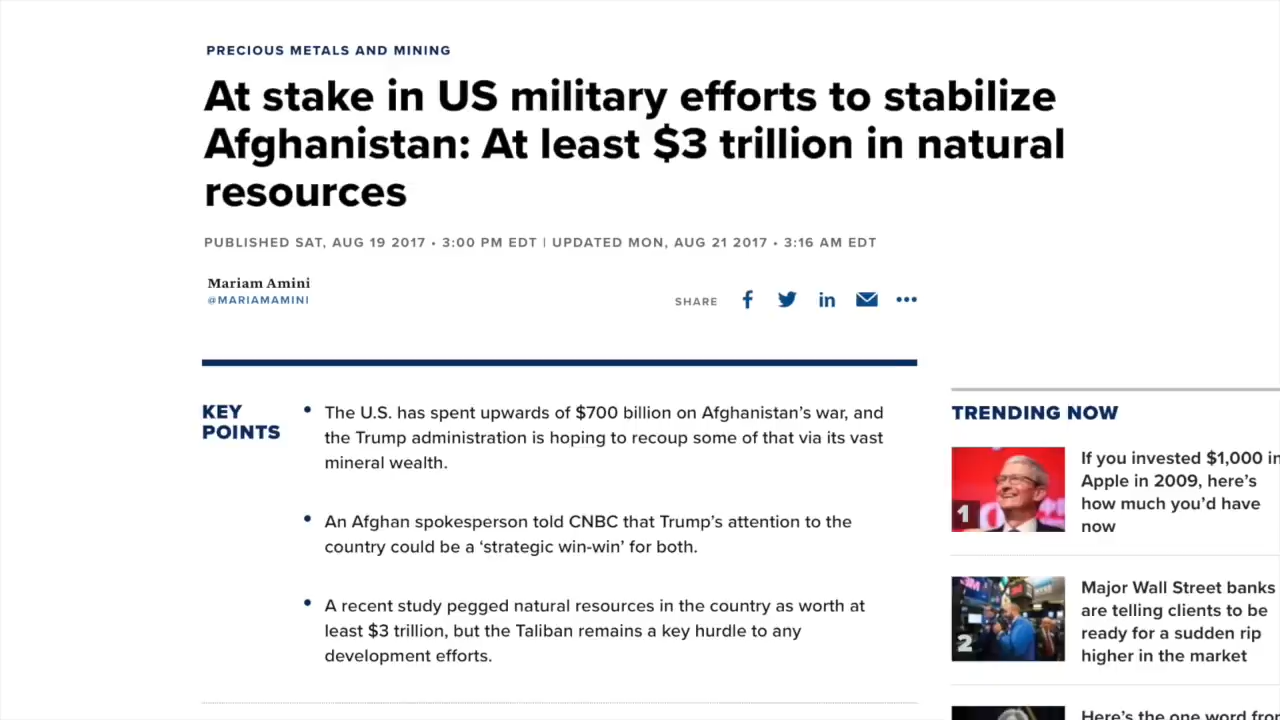 PRECIOUS METALS AND MINING
At stake in US military efforts to stabilize
Afghanistan: At least $3 trillion in natural
resources
PUBLISHED SAT, AUG 19 2017 • 3:00 PM EDT | UPDATED MON, AUG 21 2017 • 3:16 AM EDT
Mariam Amini
@MARIAMAMINI
SHARE
KEY
POINTS
• The U.S. has spent upwards of $700 billion on Afghanistan's war, and
the Trump administration is hoping to recoup some of that via its vast
mineral wealth.
• An Afghan spokesperson told CNBC that Trump's attention to the
country could be a ‘strategic win-win’ for both.
• A recent study pegged natural resources in the country as worth at
least $3 trillion, but the Taliban remains a key hurdle to any
development efforts.
TRENDING NOW
1
If you invested $1,000 in
Apple in 2009, here's
how much you'd have
now
2
Major Wall Street banks
are telling clients to be
ready for a sudden rip
higher in the market
Here's the one word from